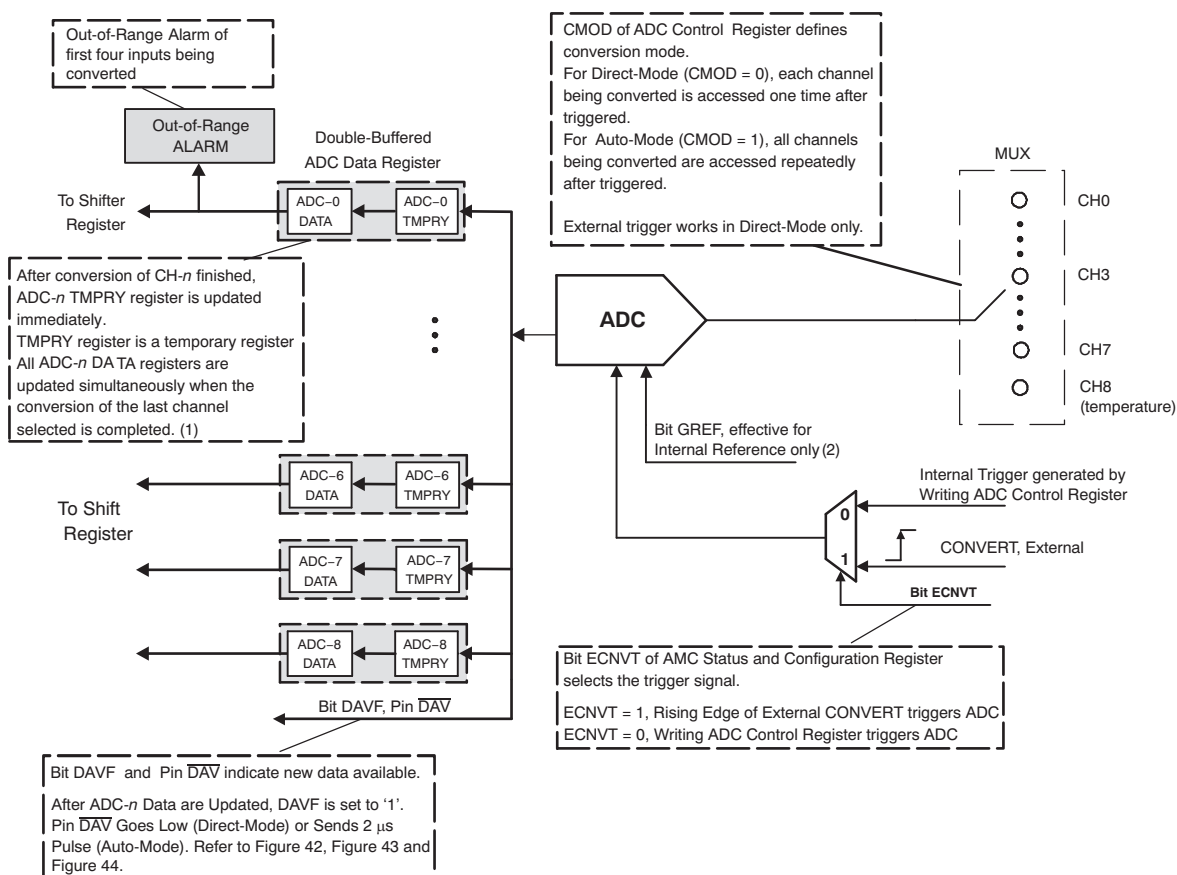 Out-of-Range Alarm of
first four inputs being
converted
Out-of-Range
ALARM
Double-Buffered
ADC Data Register
To Shifter
Register
ADC–0
DATA
ADC–0
TMPRY
After conversion of CH-n finished,
ADC-n TMPRY register is updated
immediately.
TMPRY register is a temporary register
All ADC-n DA TA registers are
updated simultaneously when the
conversion of the last channel
selected is completed. (1)
CMOD of ADC Control Register defines
conversion mode.
For Direct-Mode (CMOD = 0), each channel
being converted is accessed one time after
triggered.
For Auto-Mode (CMOD = 1), all channels
being converted are accessed repeatedly
after triggered.
External trigger works in Direct-Mode only.
MUX
CH0
CH3
CH7
CH8
(temperature)
ADC
Bit GREF, effective for
Internal Reference only (2)
Internal Trigger generated by
Writing ADC Control Register
0
1
CONVERT, External
Bit ECNVT
To Shift
Register
ADC–6
DATA
ADC–6
TMPRY
ADC–7
DATA
ADC–7
TMPRY
ADC–8
DATA
ADC–8
TMPRY
Bit DAVF, Pin D̅A̅V̅
Bit ECNVT of AMC Status and Configuration Register
selects the trigger signal.
ECNVT = 1, Rising Edge of External CONVERT triggers ADC
ECNVT = 0, Writing ADC Control Register triggers ADC
Bit DAVF and Pin D̅A̅V̅ indicate new data available.
After ADC-n Data are Updated, DAVF is set to ‘1’.
Pin D̅A̅V̅ Goes Low (Direct-Mode) or Sends 2 μs
Pulse (Auto-Mode). Refer to Figure 42, Figure 43 and
Figure 44.